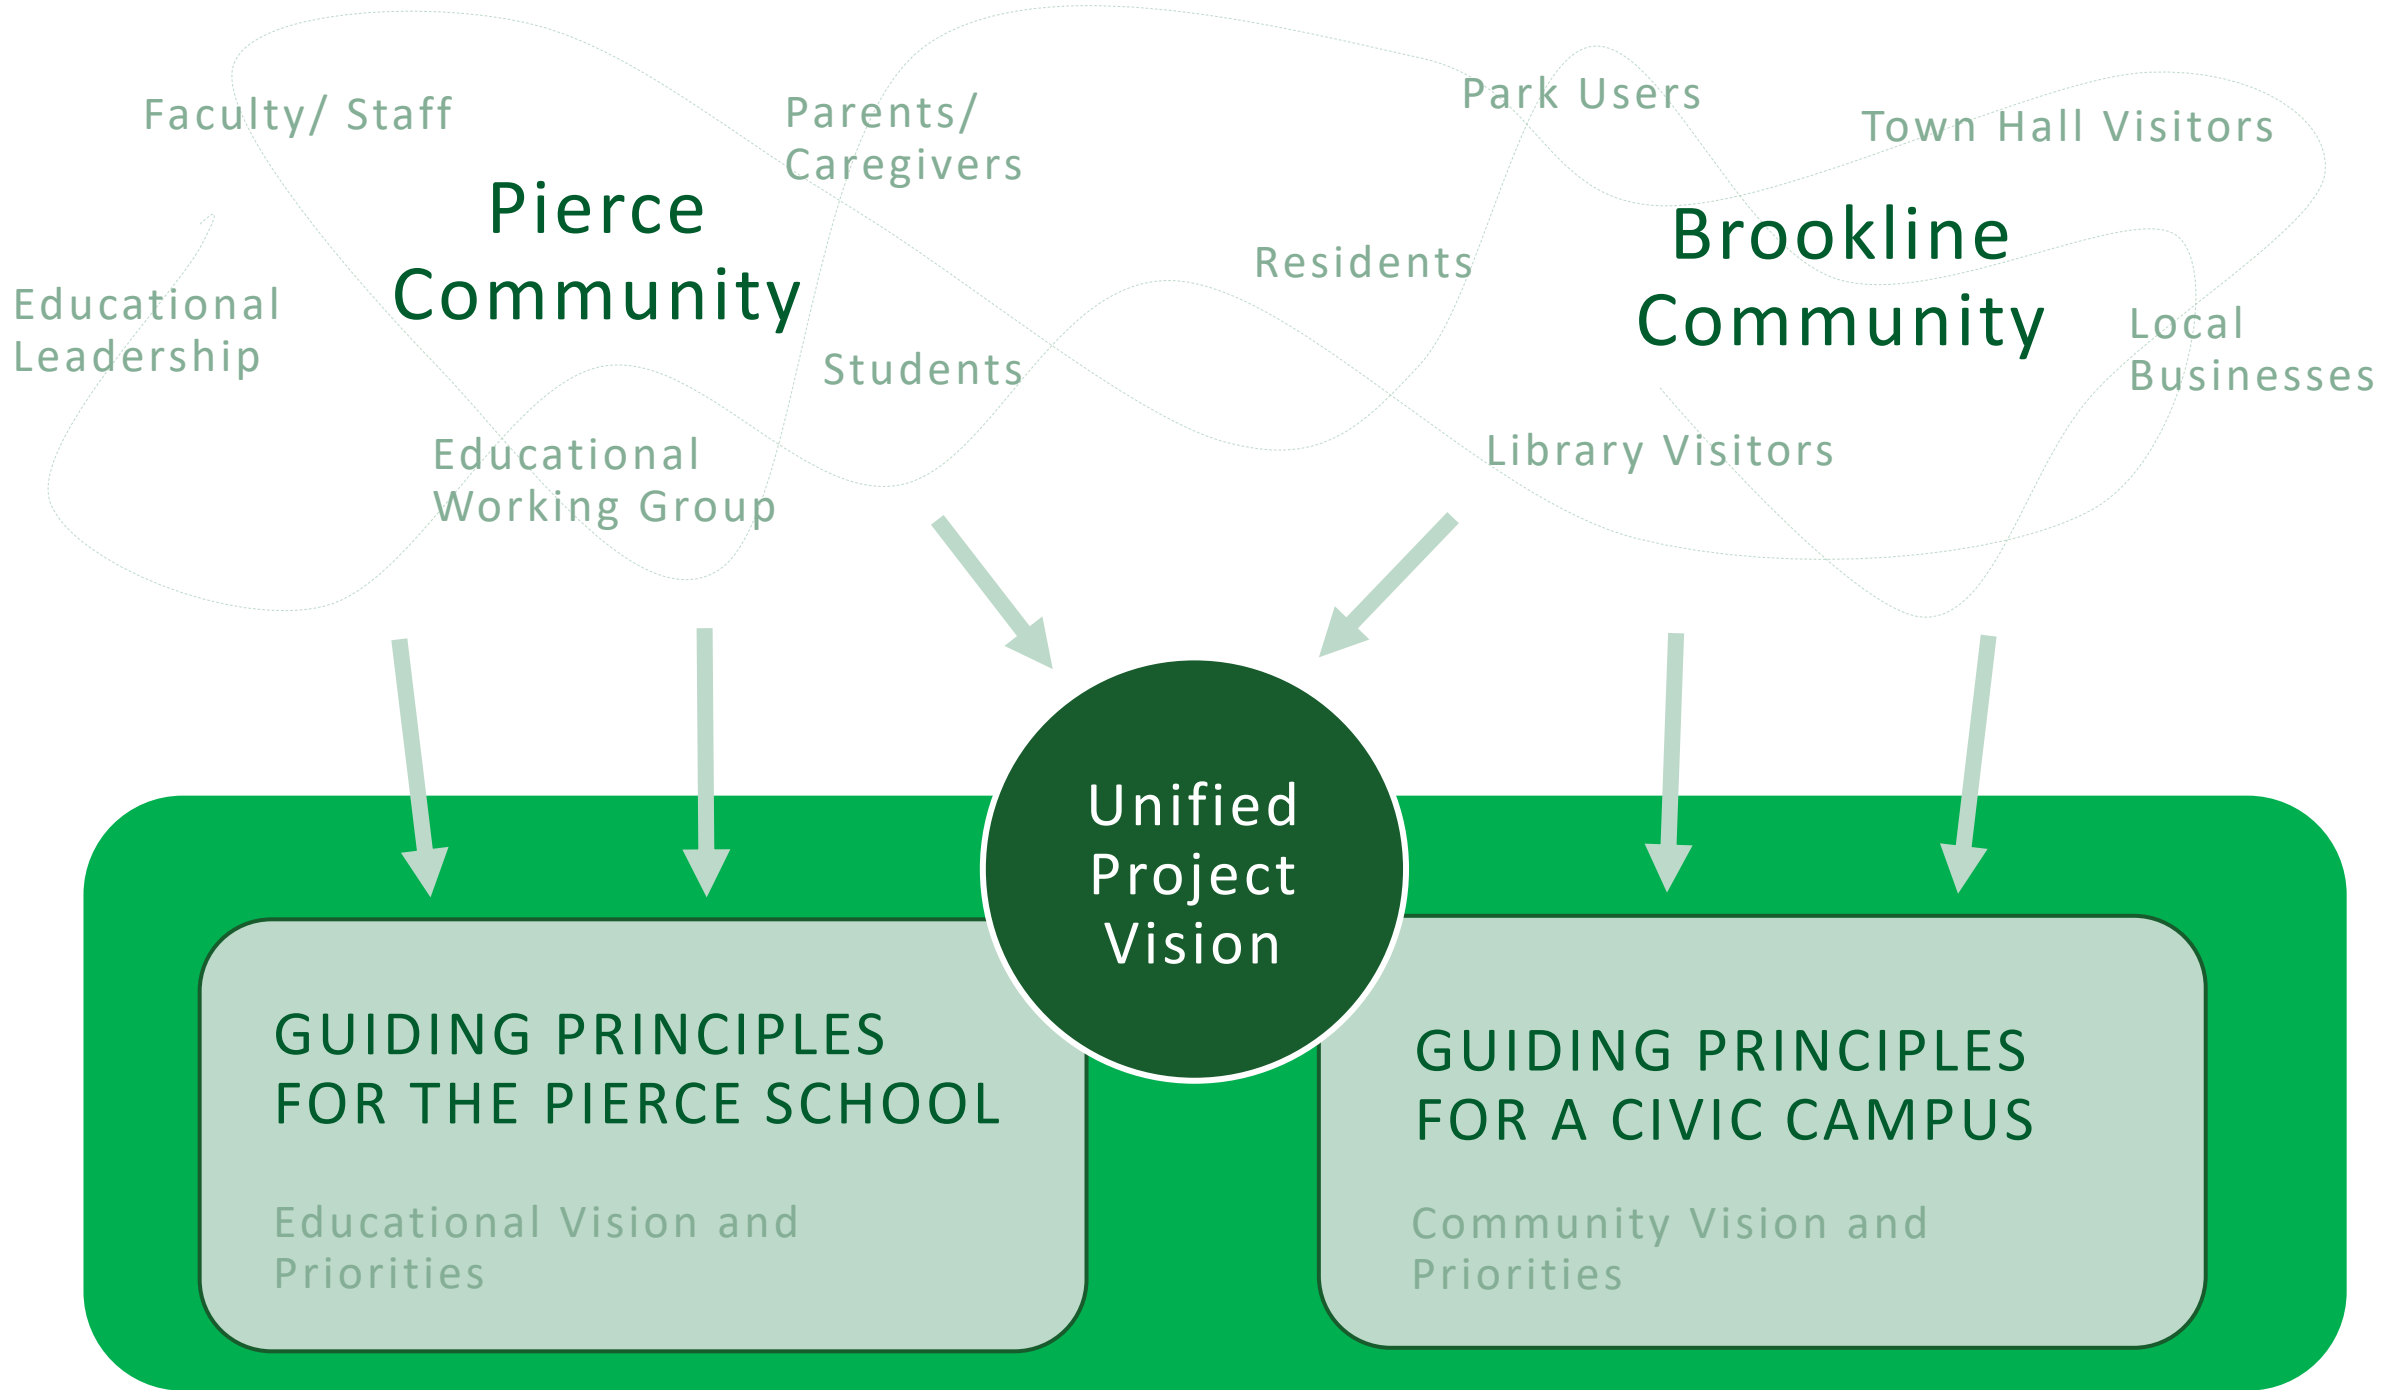 Faculty/ Staff
Parents/
Caregivers
Park Users
Town Hall Visitors
Pierce
Community
Brookline
Community
Residents
Educational
Leadership
Students
Local
Businesses
Educational
Working Group
Library Visitors
Unified
Project
Vision
GUIDING PRINCIPLES
FOR THE PIERCE SCHOOL
Educational Vision and
Priorities
GUIDING PRINCIPLES
FOR A CIVIC CAMPUS
Community Vision and
Priorities